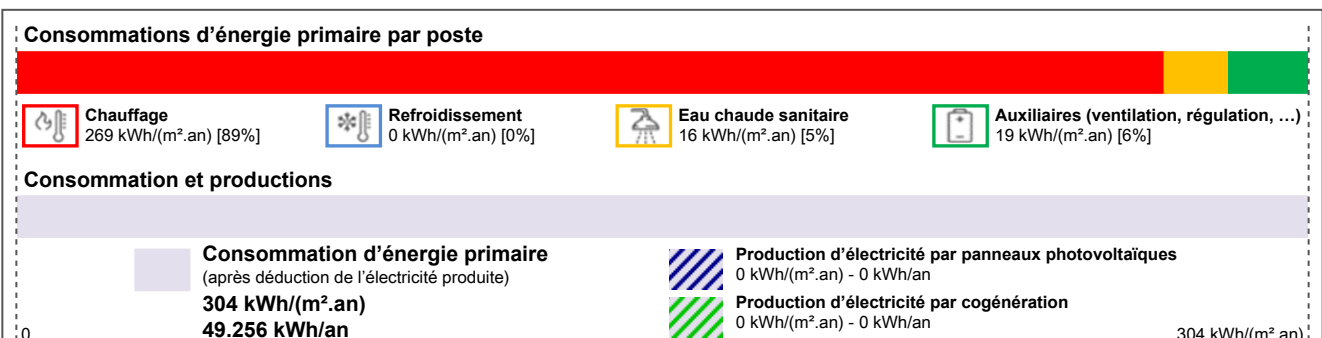 Consommations d'énergie primaire par poste
Chauffage
269 kWh/(m².an) [89%]
Refroidissement
0 kWh/(m².an) [0%]
Eau chaude sanitaire
16 kWh/(m².an) [5%]
Auxiliaires (ventilation, régulation, …)
19 kWh/(m².an) [6%]
Consommation et productions
Consommation d'énergie primaire
(après déduction de l'électricité produite)
304 kWh/(m².an)
49.256 kWh/an
Production d'électricité par panneaux photovoltaïques
0 kWh/(m².an) - 0 kWh/an
Production d'électricité par cogénération
0 kWh/(m².an) - 0 kWh/an
0
304 kWh/(m².an)